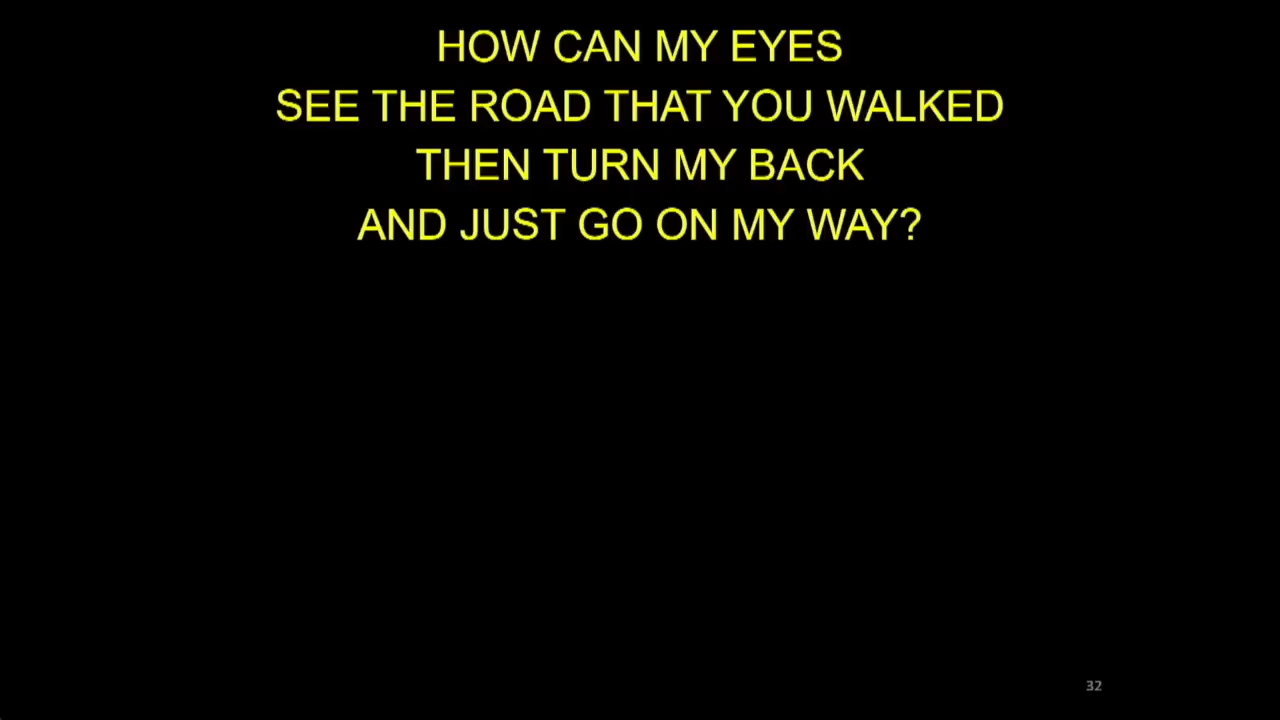 HOW CAN MY EYES
SEE THE ROAD THAT YOU WALKED
THEN TURN MY BACK
AND JUST GO ON MY WAY?
32